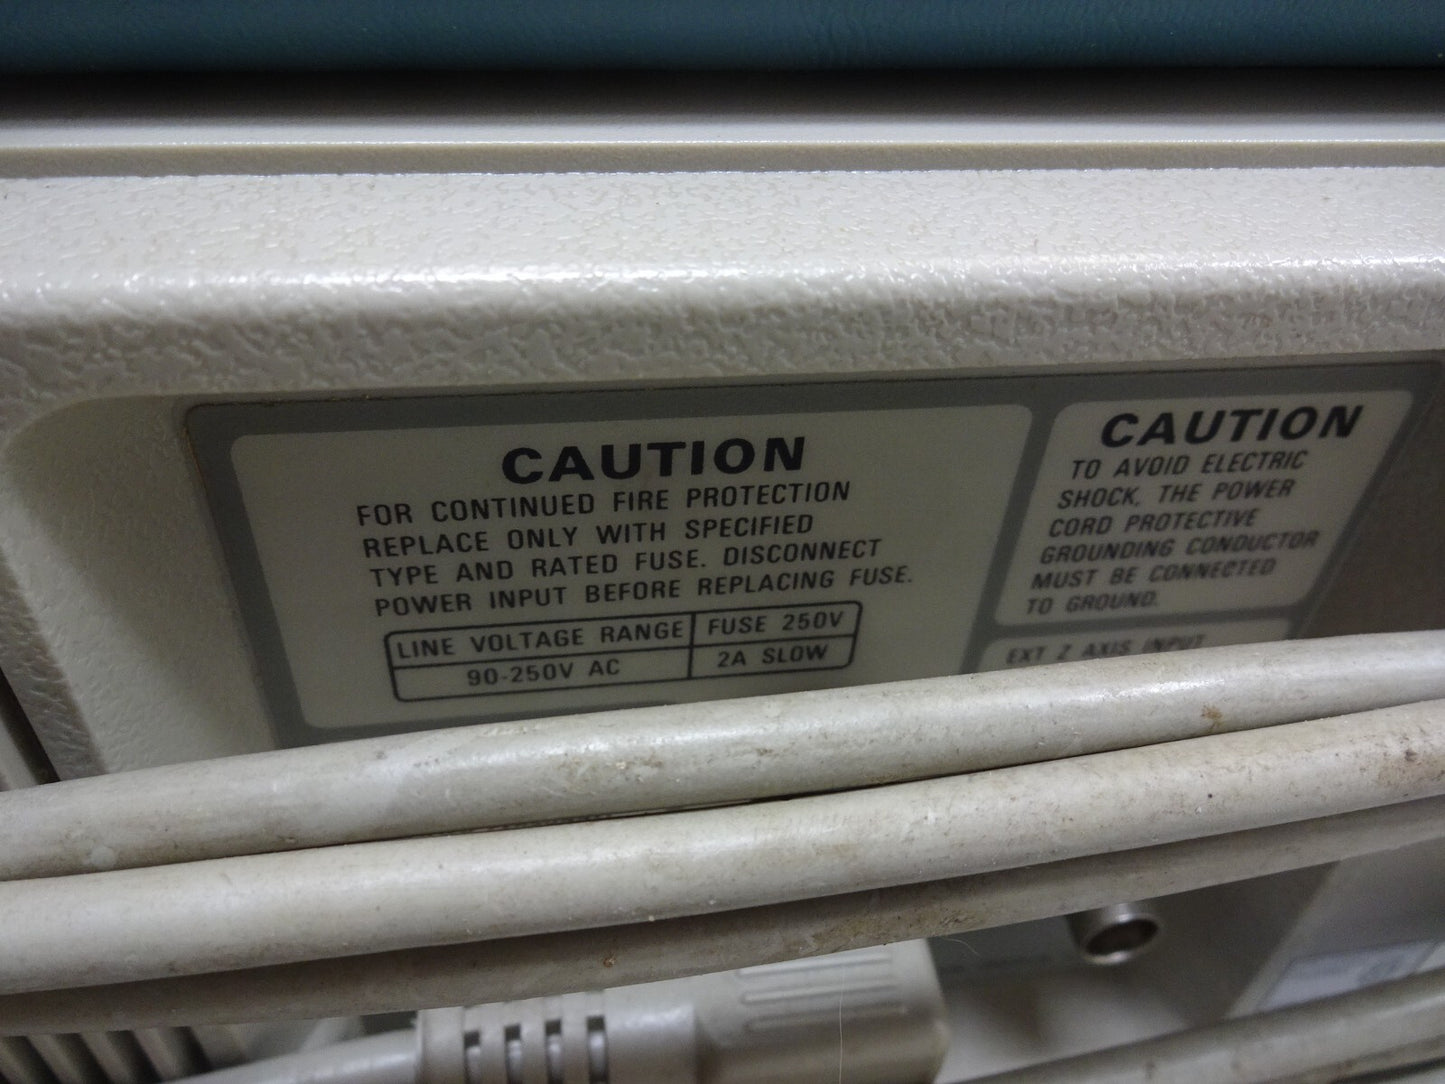 CAUTION
FOR CONTINUED FIRE PROTECTION
REPLACE ONLY WITH SPECIFIED
TYPE AND RATED FUSE. DISCONNECT
POWER INPUT BEFORE REPLACING FUSE.
LINE VOLTAGE RANGE FUSE 250V
90-250V AC 2A SLOW
CAUTION
TO AVOID ELECTRIC
SHOCK, THE POWER
CORD PROTECTIVE
GROUNDING CONDUCTOR
MUST BE CONNECTED
TO GROUND.
EXT Z AXIS INPUT